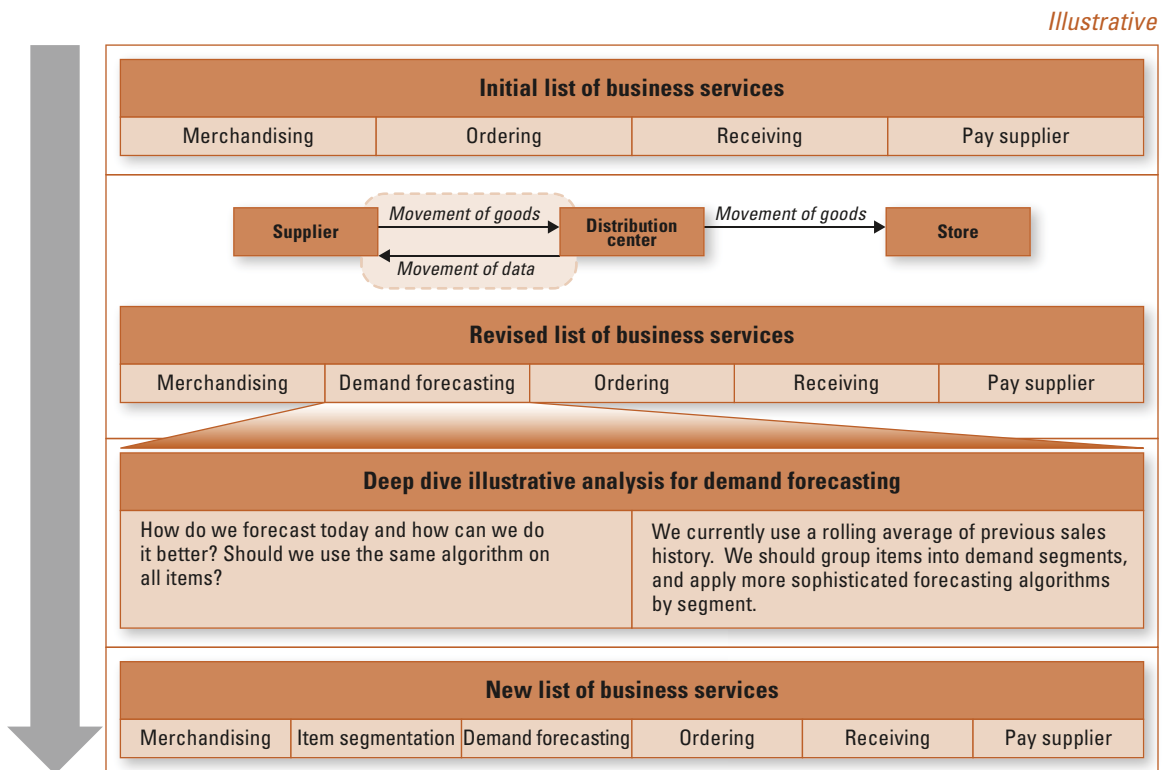 Illustrative
Initial list of business services
Merchandising
Ordering
Receiving
Pay supplier
Supplier
Movement of goods
Movement of data
Distribution
center
Movement of goods
Store
Revised list of business services
Merchandising
Demand forecasting
Ordering
Receiving
Pay supplier
Deep dive illustrative analysis for demand forecasting
How do we forecast today and how can we do
it better? Should we use the same algorithm on
all items?
We currently use a rolling average of previous sales
history.  We should group items into demand segments,
and apply more sophisticated forecasting algorithms
by segment.
New list of business services
Merchandising
Item segmentation
Demand forecasting
Ordering
Receiving
Pay supplier